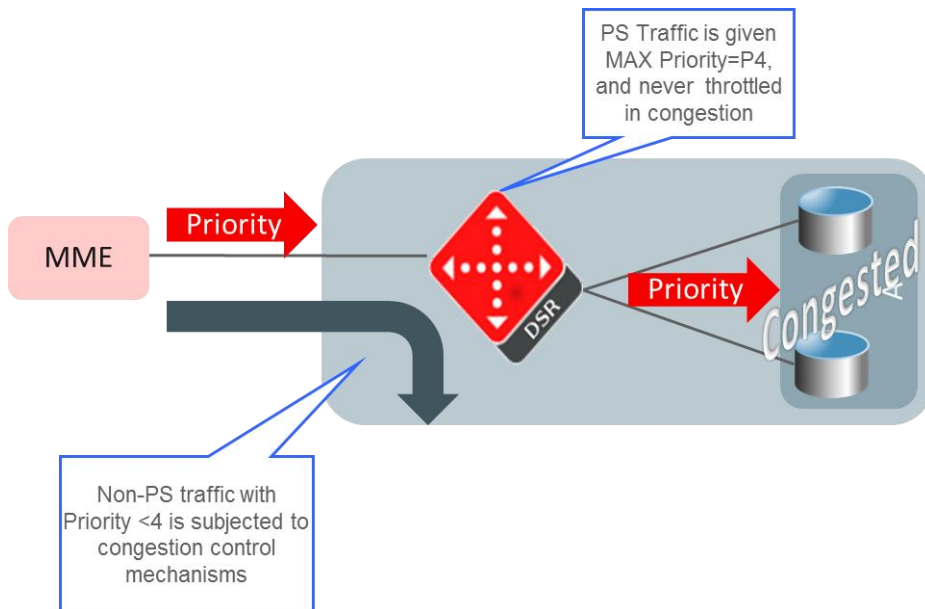 PS Traffic is given
MAX Priority=P4,
and never throttled
in congestion
Priority
MME
DSR
Priority
Congested
A
Non-PS traffic with
Priority <4 is subjected to
congestion control
mechanisms